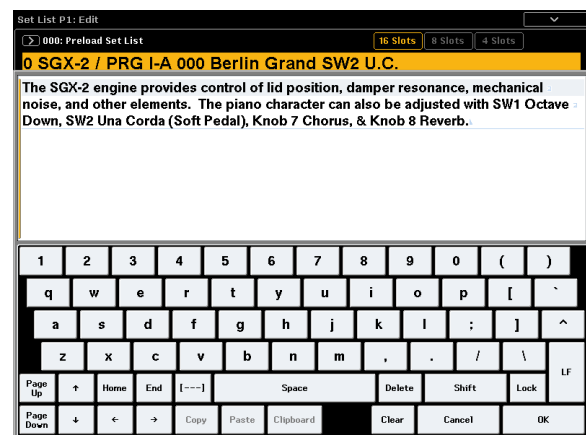 Set List P1: Edit
000: Preload Set List
16 Slots 8 Slots 4 Slots
0 SGX-2 / PRG I-A 000 Berlin Grand SW2 U.C.
The SGX-2 engine provides control of lid position, damper resonance, mechanical
noise, and other elements. The piano character can also be adjusted with SW1 Octave
Down, SW2 Una Corda (Soft Pedal), Knob 7 Chorus, & Knob 8 Reverb.
1 2 3 4 5 6 7 8 9 0 ( )
q w e r t y u i o p [ `
a s d f g h j k l ; ] ^
z x c v b n m , . / \ LF
Page Up ↑ Home End [---] Space Delete Shift Lock
Page Down ↓ ← → Copy Paste Clipboard Clear Cancel OK